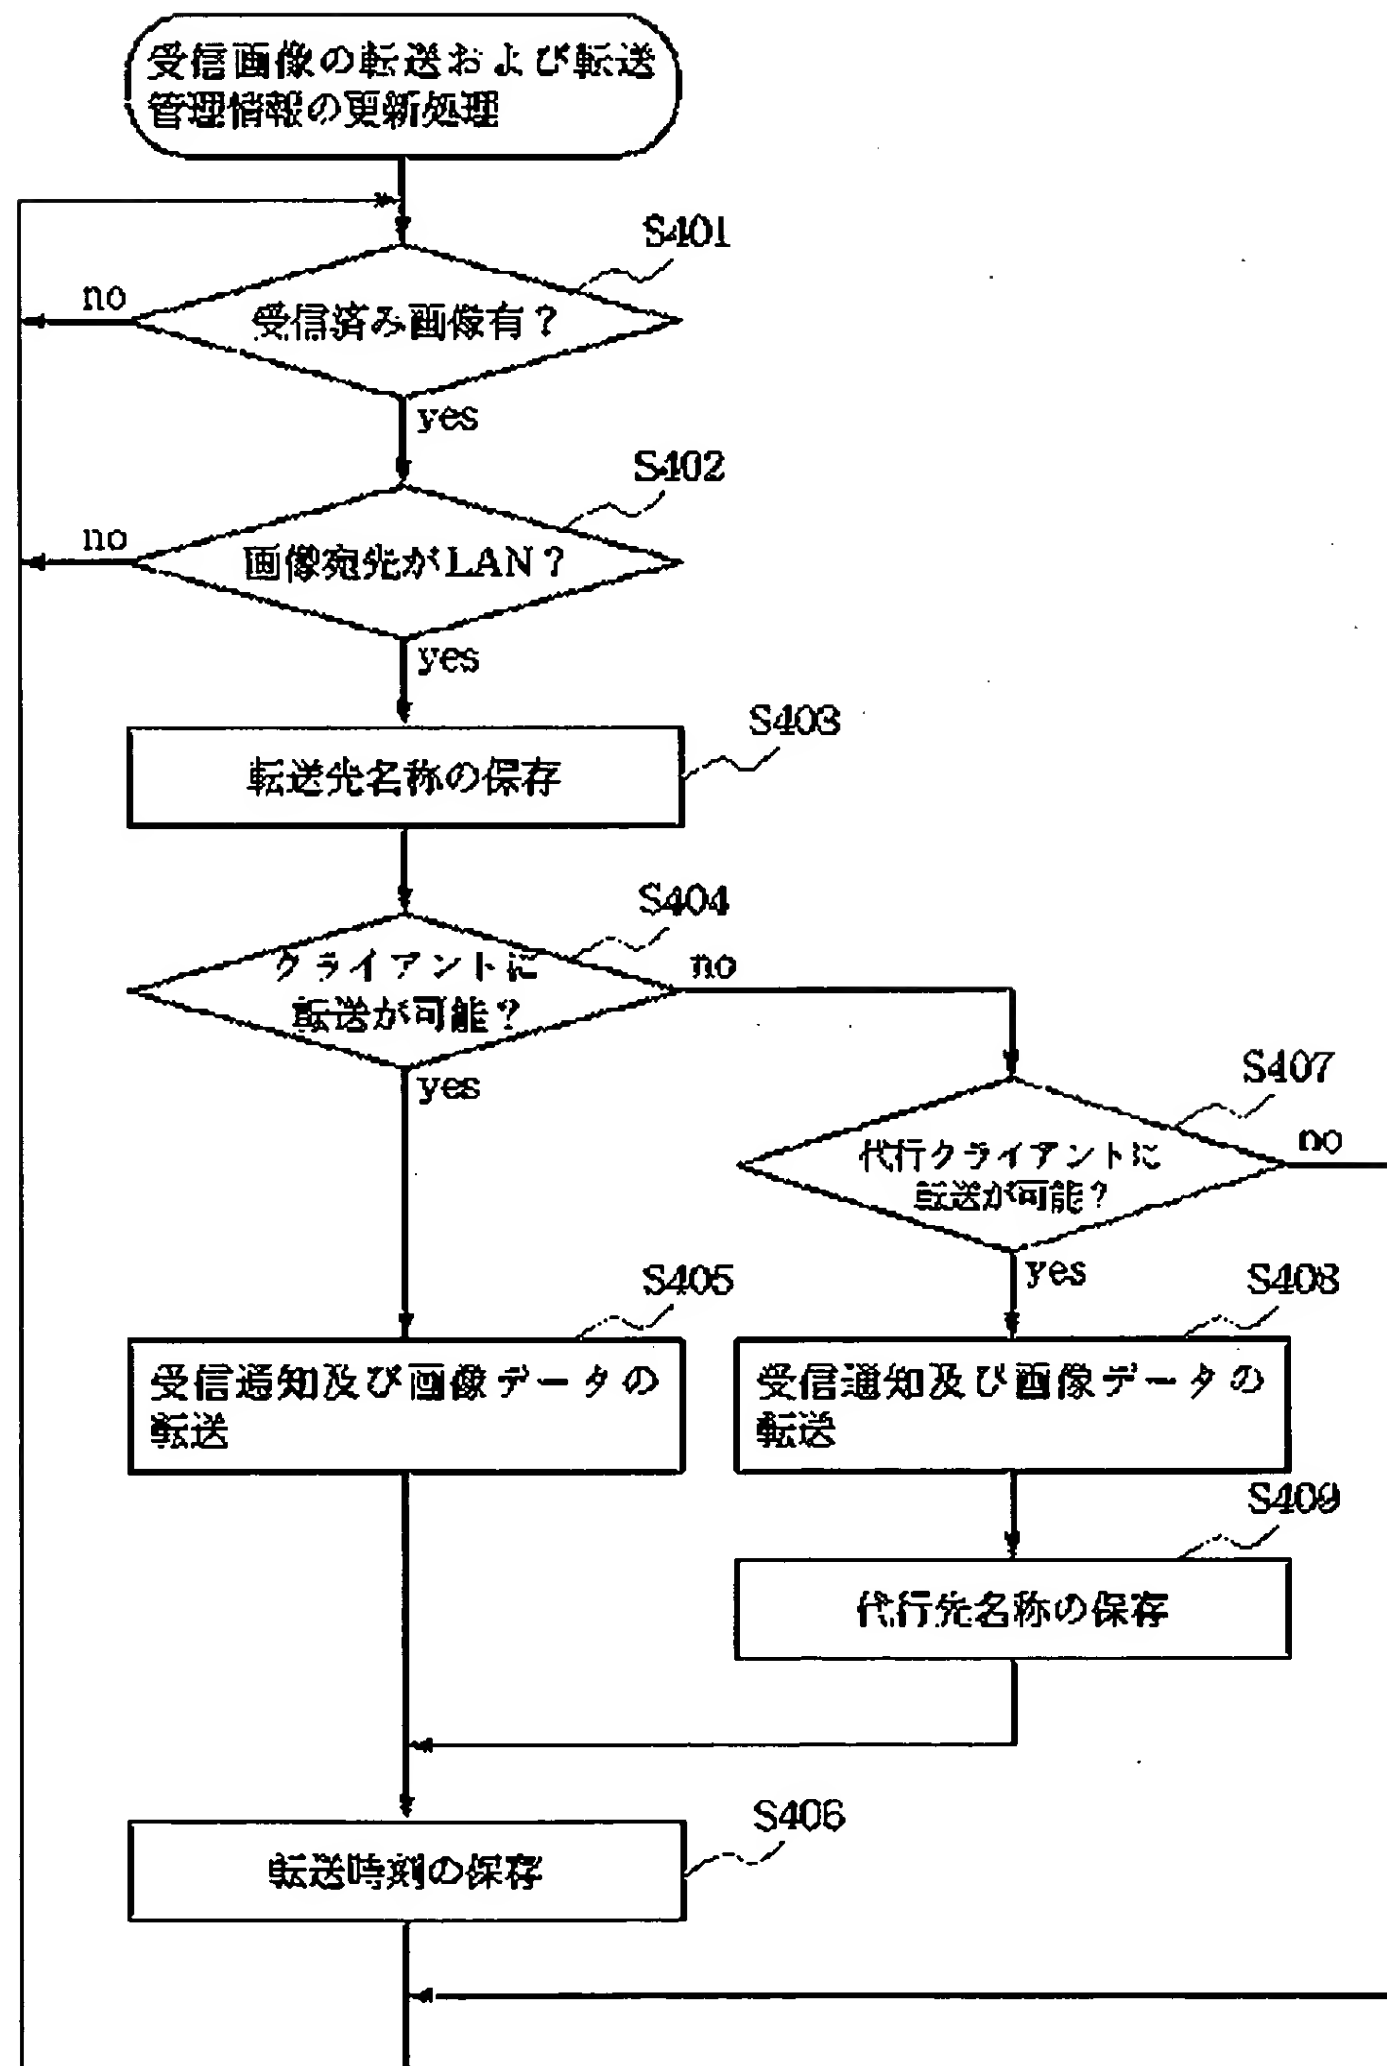 受信画像の転送および転送
管理情報の更新処理
S401
no
受信済み画像有？
yes
S402
no
画像宛先がLAN？
yes
S403
転送先名称の保存
S404
クライアントに
転送が可能？
no
yes
S407
代行クライアントに
転送が可能？
no
yes
S405
受信通知及び画像データの
転送
S408
受信通知及び画像データの
転送
S409
代行先名称の保存
S406
転送時刻の保存